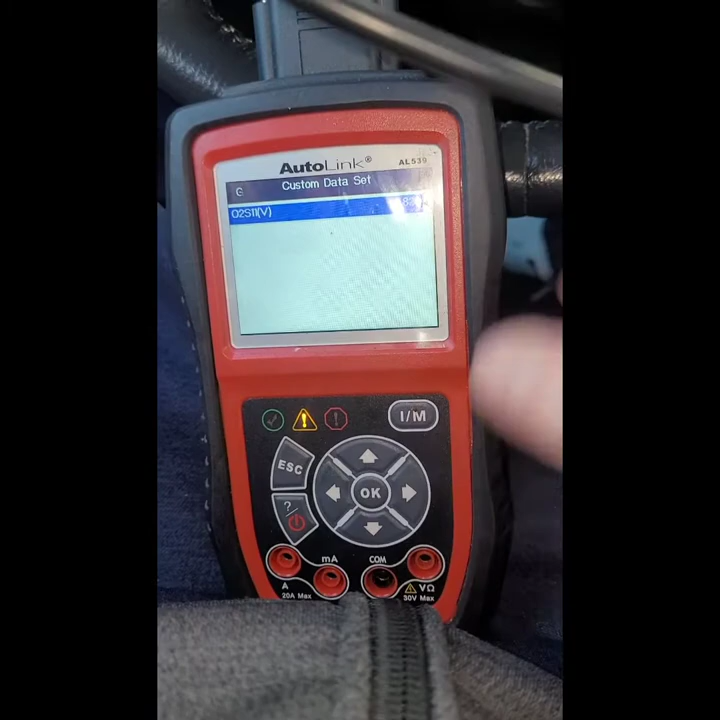 AutoLink®
AL539
G
Custom Data Set
O2S11(V)
I/M
ESC
OK
?
mA
COM
A
VΩ
20A Max
30V Max